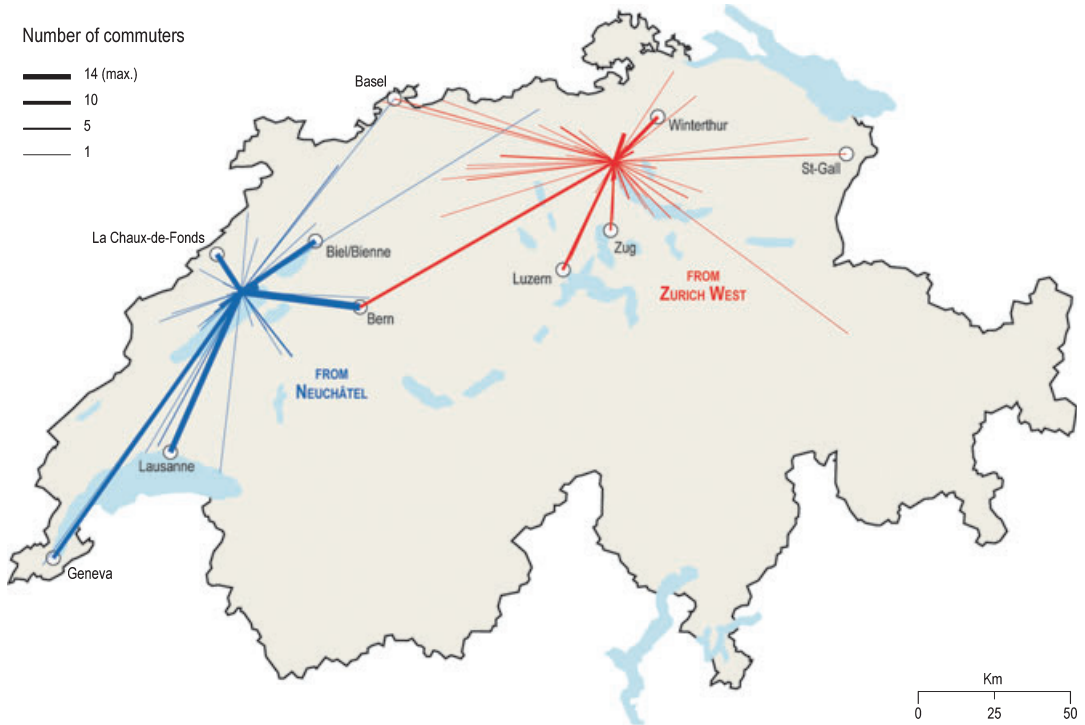 Number of commuters
14 (max.)
10
5
1
Basel
Winterthur
St-Gall
La Chaux-de-Fonds
Biel/Bienne
Zug
Luzern
FROM
ZURICH WEST
Bern
FROM
NEUCHÂTEL
Lausanne
Geneva
Km
0 25 50